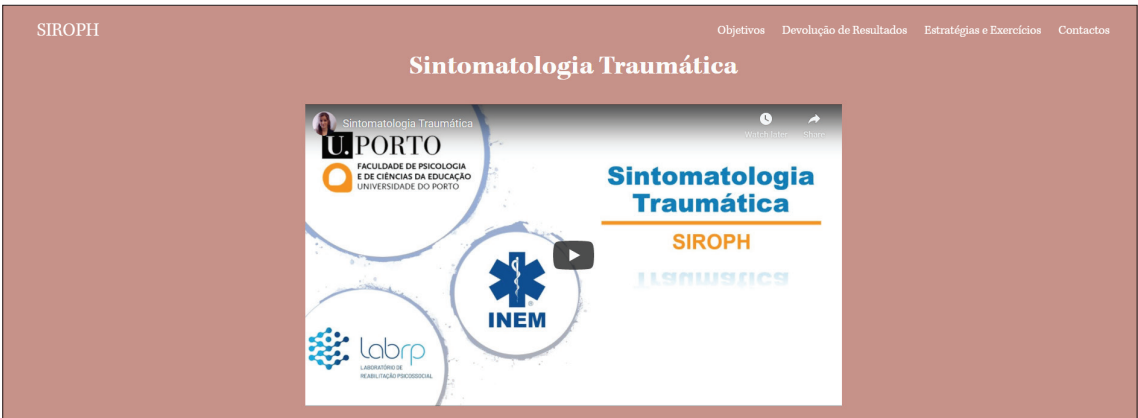 SIROPH
Objetivos Devolução de Resultados Estratégias e Exercícios Contactos
Sintomatologia Traumática
Sintomatologia Traumática
Watch later Share
U.PORTO
FACULDADE DE PSICOLOGIA
E DE CIÊNCIAS DA EDUCAÇÃO
UNIVERSIDADE DO PORTO
Sintomatologia
Traumática
SIROPH
INEM
labrp
LABORATÓRIO DE
REABILITAÇÃO PSICOSSOCIAL